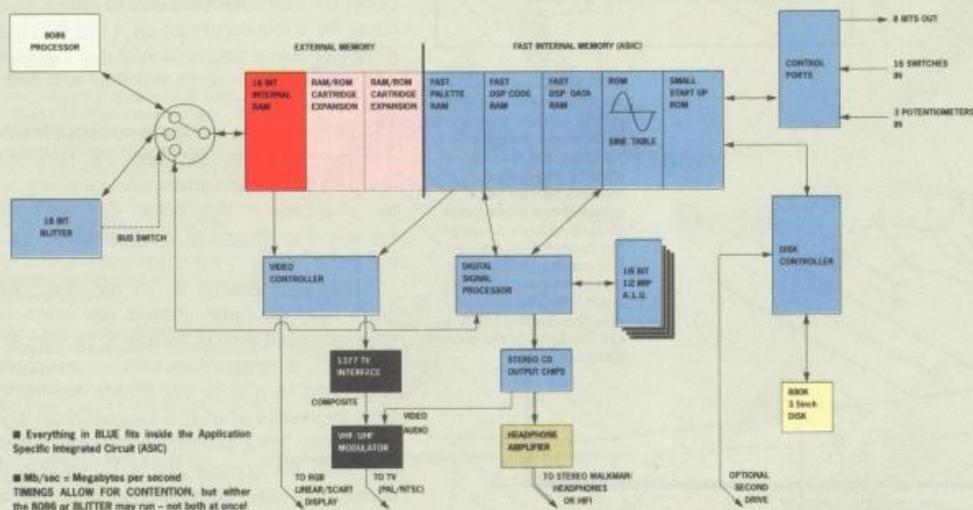 8086
PROCESSOR
EXTERNAL MEMORY
FAST INTERNAL MEMORY (ASIC)
CONTROL
PORTS
8 BITS OUT
16 SWITCHES
IN
3 POTENTIOMETERS
IN
16 BIT
INTERNAL
RAM
RAM/ROM
CARTRIDGE
EXPANSION
RAM/ROM
CARTRIDGE
EXPANSION
FAST
PALETTE
RAM
FAST
DSP CODE
RAM
FAST
DSP DATA
RAM
ROM
SINE TABLE
SMALL
START UP
ROM
16 BIT
BLITTER
BUS SWITCH
VIDEO
CONTROLLER
DIGITAL
SIGNAL
PROCESSOR
16 BIT
12 MIP
A.L.U.
DISK
CONTROLLER
1377 TV
INTERFACE
STEREO CD
OUTPUT CHIPS
COMPOSITE
VIDEO
AUDIO
VHF/UHF
MODULATOR
HEADPHONE
AMPLIFIER
880K
3.5inch
DISK
TO RGB
LINEAR/SCART
DISPLAY
TO TV
(PAL/NTSC)
TO STEREO WALKMAN
HEADPHONES
OR HIFI
OPTIONAL
SECOND
DRIVE
■ Everything in BLUE fits inside the Application
Specific Integrated Circuit (ASIC)
■ Mb/sec = Megabytes per second
TIMINGS ALLOW FOR CONTENTION, but either
the 8086 or BLITTER may run – not both at once!